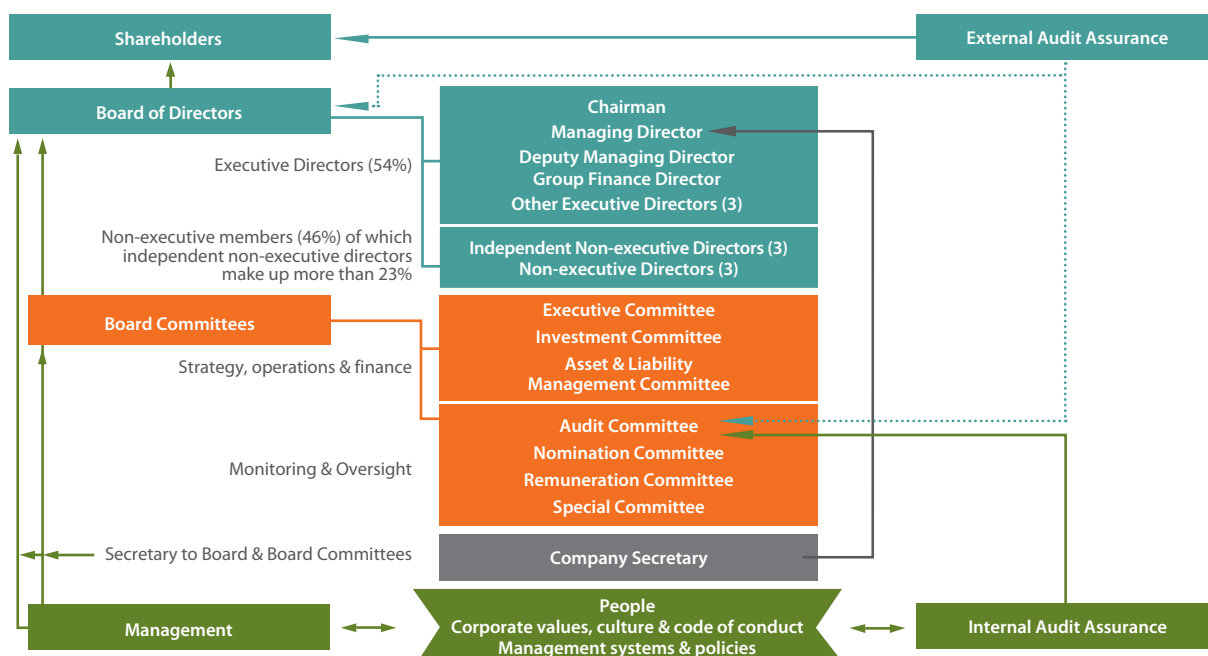 Shareholders
External Audit Assurance
Board of Directors
Chairman
Managing Director
Deputy Managing Director
Group Finance Director
Other Executive Directors (3)
Executive Directors (54%)
Non-executive members (46%) of which
independent non-executive directors
make up more than 23%
Independent Non-executive Directors (3)
Non-executive Directors (3)
Board Committees
Executive Committee
Investment Committee
Asset & Liability
Management Committee
Strategy, operations & finance
Audit Committee
Nomination Committee
Remuneration Committee
Special Committee
Monitoring & Oversight
Secretary to Board & Board Committees
Company Secretary
Management
People
Corporate values, culture & code of conduct
Management systems & policies
Internal Audit Assurance